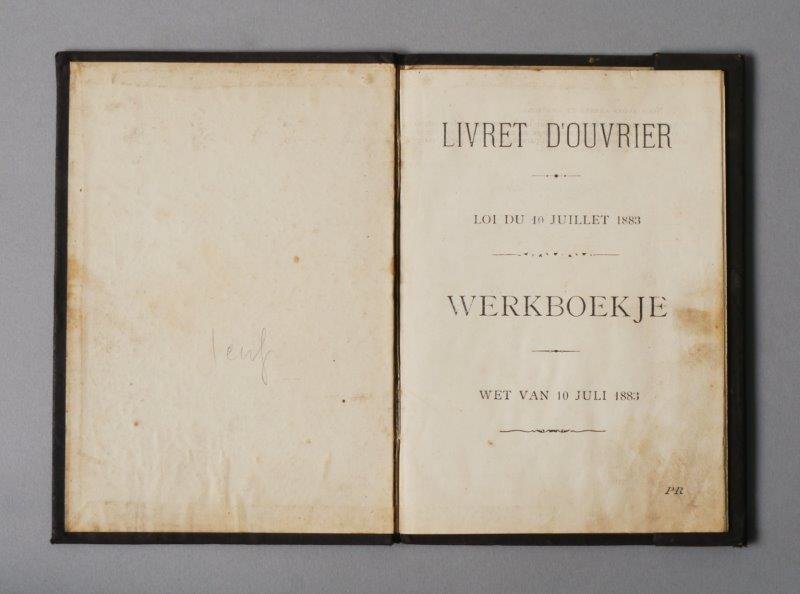 LIVRET D'OUVRIER
LOI DU 10 JUILLET 1883
WERKBOEKJE
WET VAN 10 JULI 1883
PR